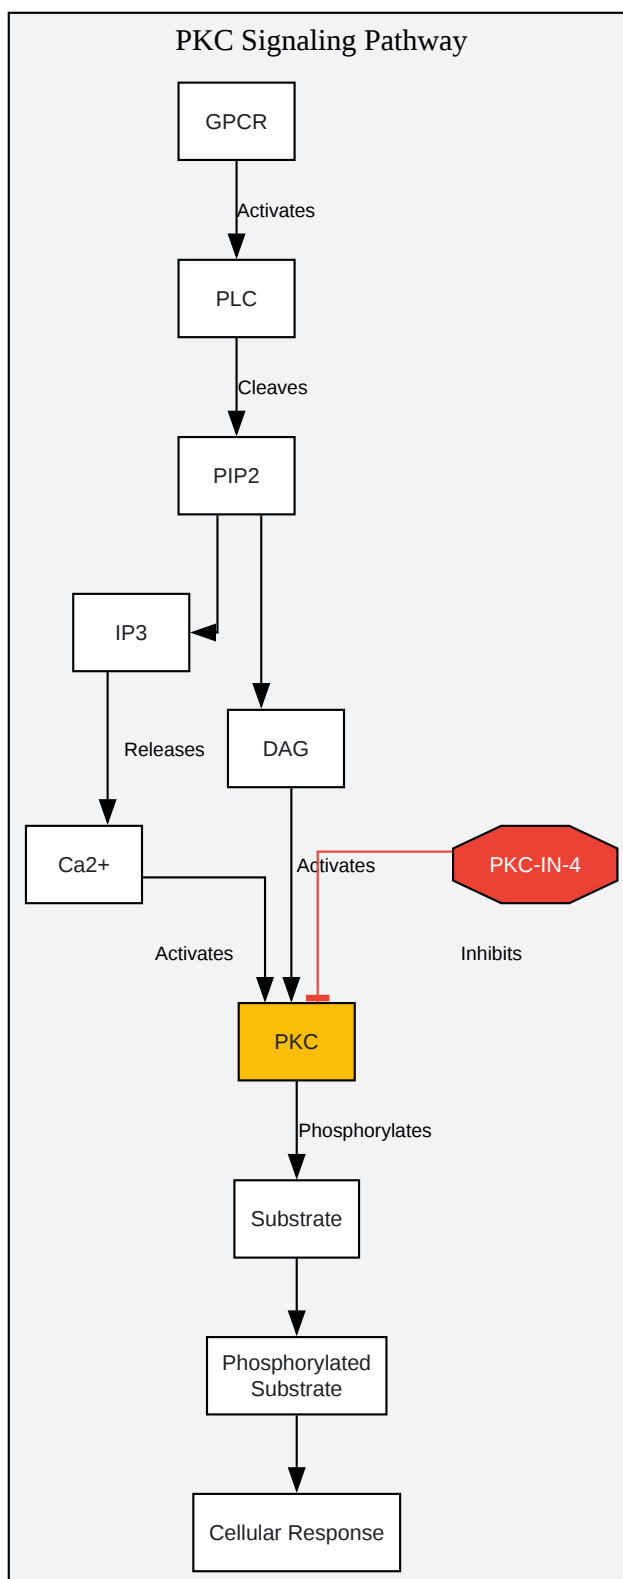 PKC Signaling Pathway
GPCR
Activates
PLC
Cleaves
PIP2
IP3
Releases
DAG
Ca2+
Activates
PKC-IN-4
Activates
Inhibits
PKC
Phosphorylates
Substrate
Phosphorylated
Substrate
Cellular Response